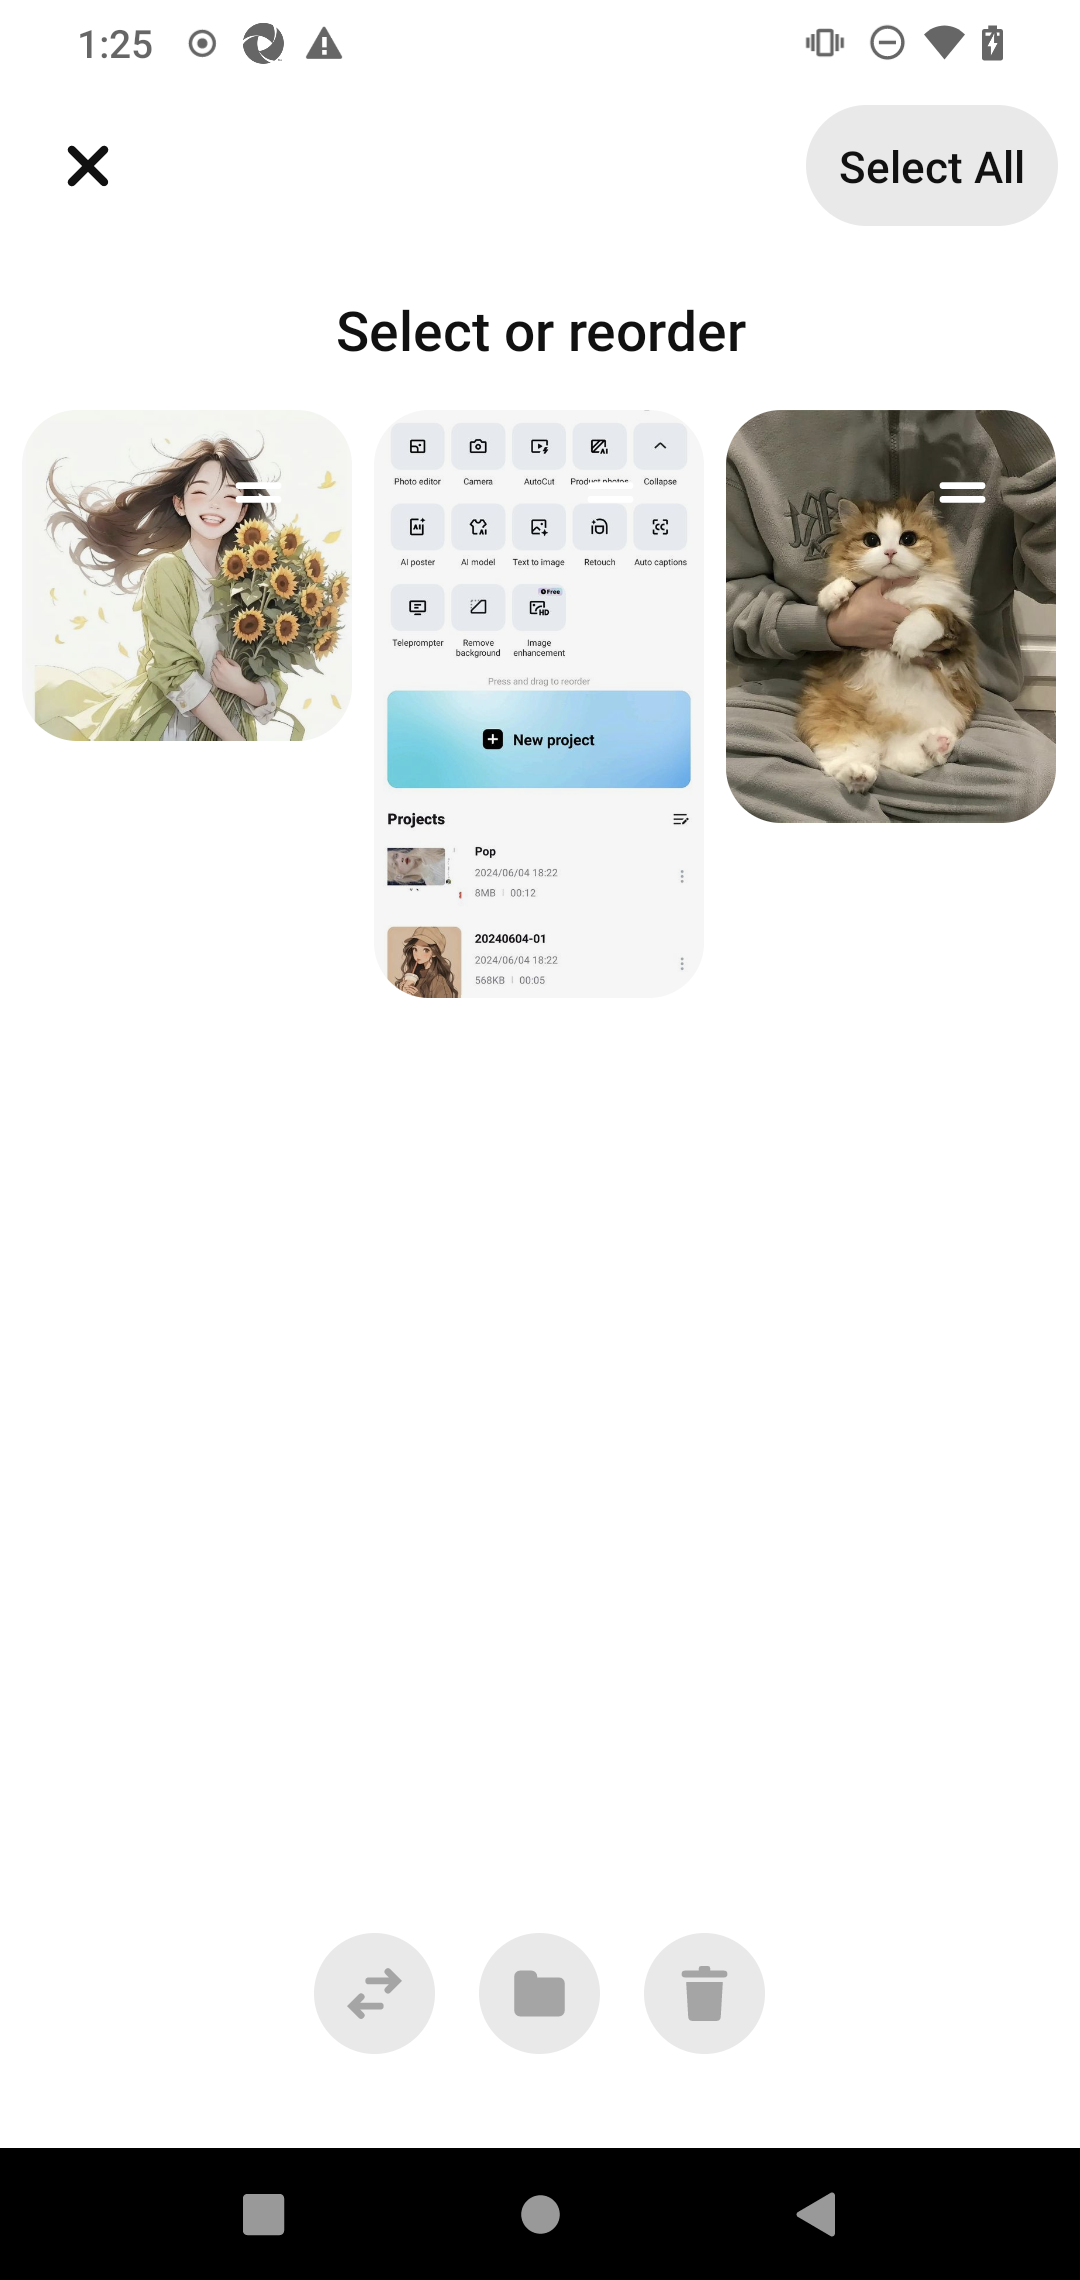 1:25
Select All
Select or reorder
Photo editor
Camera
AutoCut
Product photos
Collapse
AI poster
AI model
Text to image
Retouch
Auto captions
Free
Teleprompter
Remove background
Image enhancement
Press and drag to reorder
New project
Projects
Pop
2024/06/04 18:22
8MB | 00:12
20240604-01
2024/06/04 18:22
568KB | 00:05